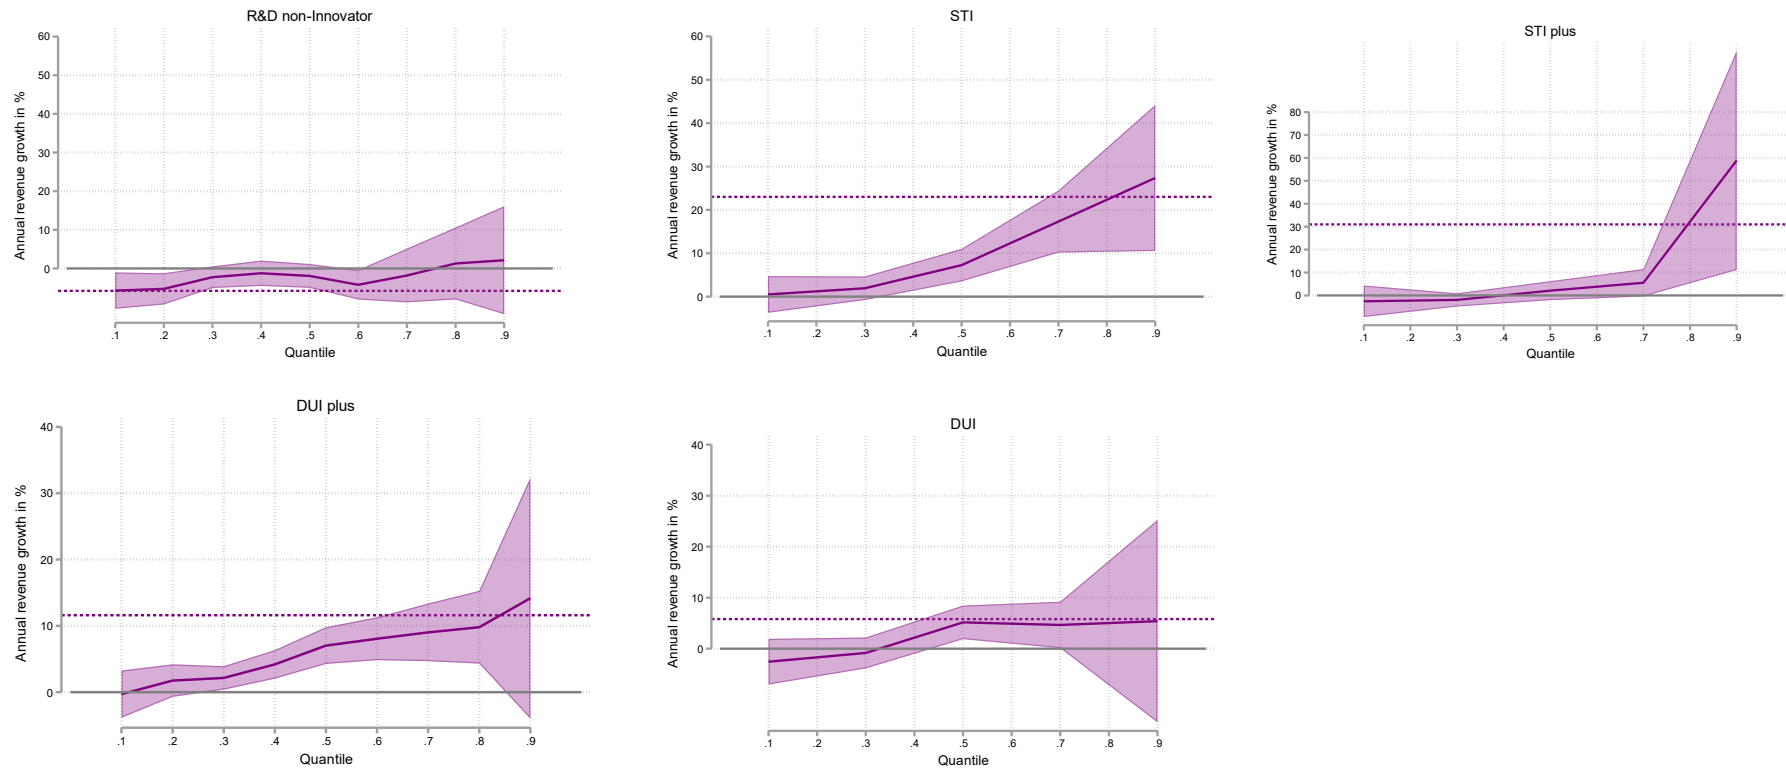 R&D non-Innovator
Annual revenue growth in %
60
50
40
30
20
10
0
.1 .2 .3 .4 .5 .6 .7 .8 .9
Quantile
STI
Annual revenue growth in %
60
50
40
30
20
10
0
.1 .2 .3 .4 .5 .6 .7 .8 .9
Quantile
STI plus
Annual revenue growth in %
80
70
60
50
40
30
20
10
0
.1 .2 .3 .4 .5 .6 .7 .8 .9
Quantile
DUI plus
Annual revenue growth in %
40
30
20
10
0
.1 .2 .3 .4 .5 .6 .7 .8 .9
Quantile
DUI
Annual revenue growth in %
40
30
20
10
0
.1 .2 .3 .4 .5 .6 .7 .8 .9
Quantile